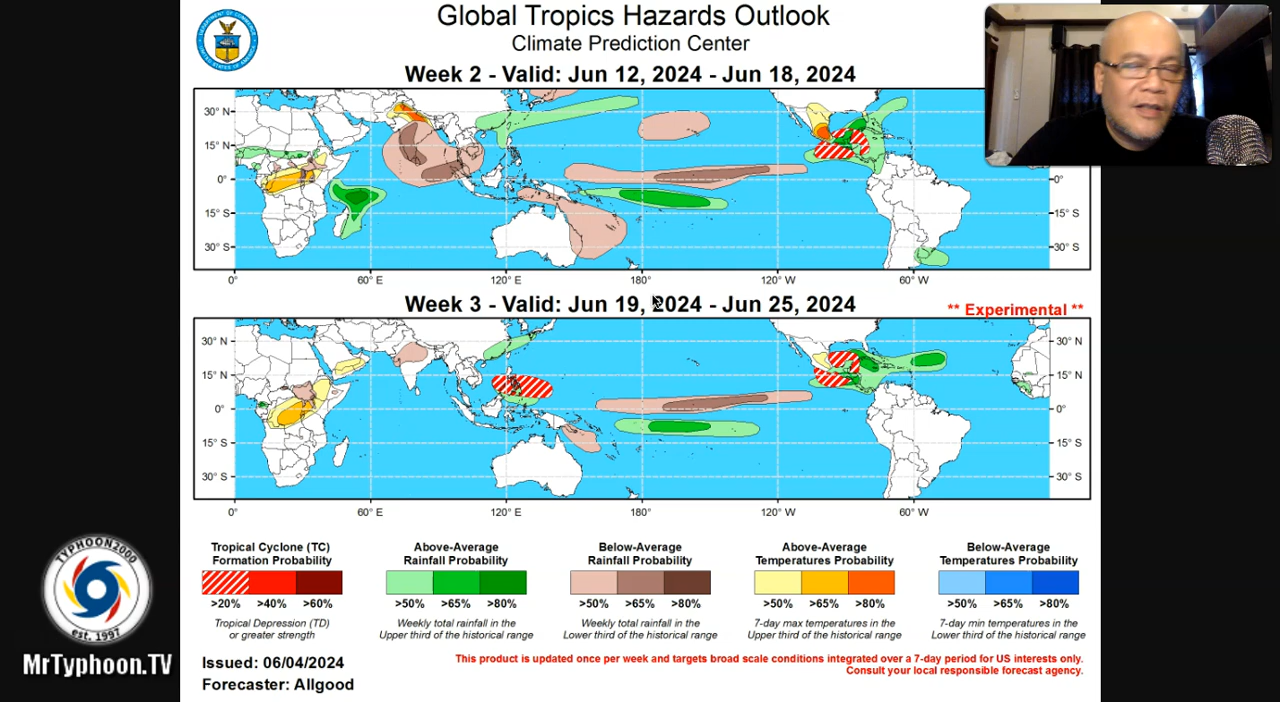 Global Tropics Hazards Outlook
Climate Prediction Center
Week 2 - Valid: Jun 12, 2024 - Jun 18, 2024
30° N
15° N
0°
15° S
30° S
0°
15° S
30° S
0° 60° E 120° E 180° 120° W 60° W
Week 3 - Valid: Jun 19, 2024 - Jun 25, 2024
** Experimental **
30° N
15° N
0°
15° S
30° S
30° N
15° N
0°
15° S
30° S
0° 60° E 120° E 180° 120° W 60° W
Tropical Cyclone (TC)
Formation Probability
>20% >40% >60%
Tropical Depression (TD)
or greater strength
Above-Average
Rainfall Probability
>50% >65% >80%
Weekly total rainfall in the
Upper third of the historical range
Below-Average
Rainfall Probability
>50% >65% >80%
Weekly total rainfall in the
Lower third of the historical range
Above-Average
Temperatures Probability
>50% >65% >80%
7-day max temperatures in the
Upper third of the historical range
Below-Average
Temperatures Probability
>50% >65% >80%
7-day min temperatures in the
Lower third of the historical range
Issued: 06/04/2024
Forecaster: Allgood
This product is updated once per week and targets broad scale conditions integrated over a 7-day period for US interests only.
Consult your local responsible forecast agency.
TYPHOON2000
est. 1997
MrTyphoon.TV